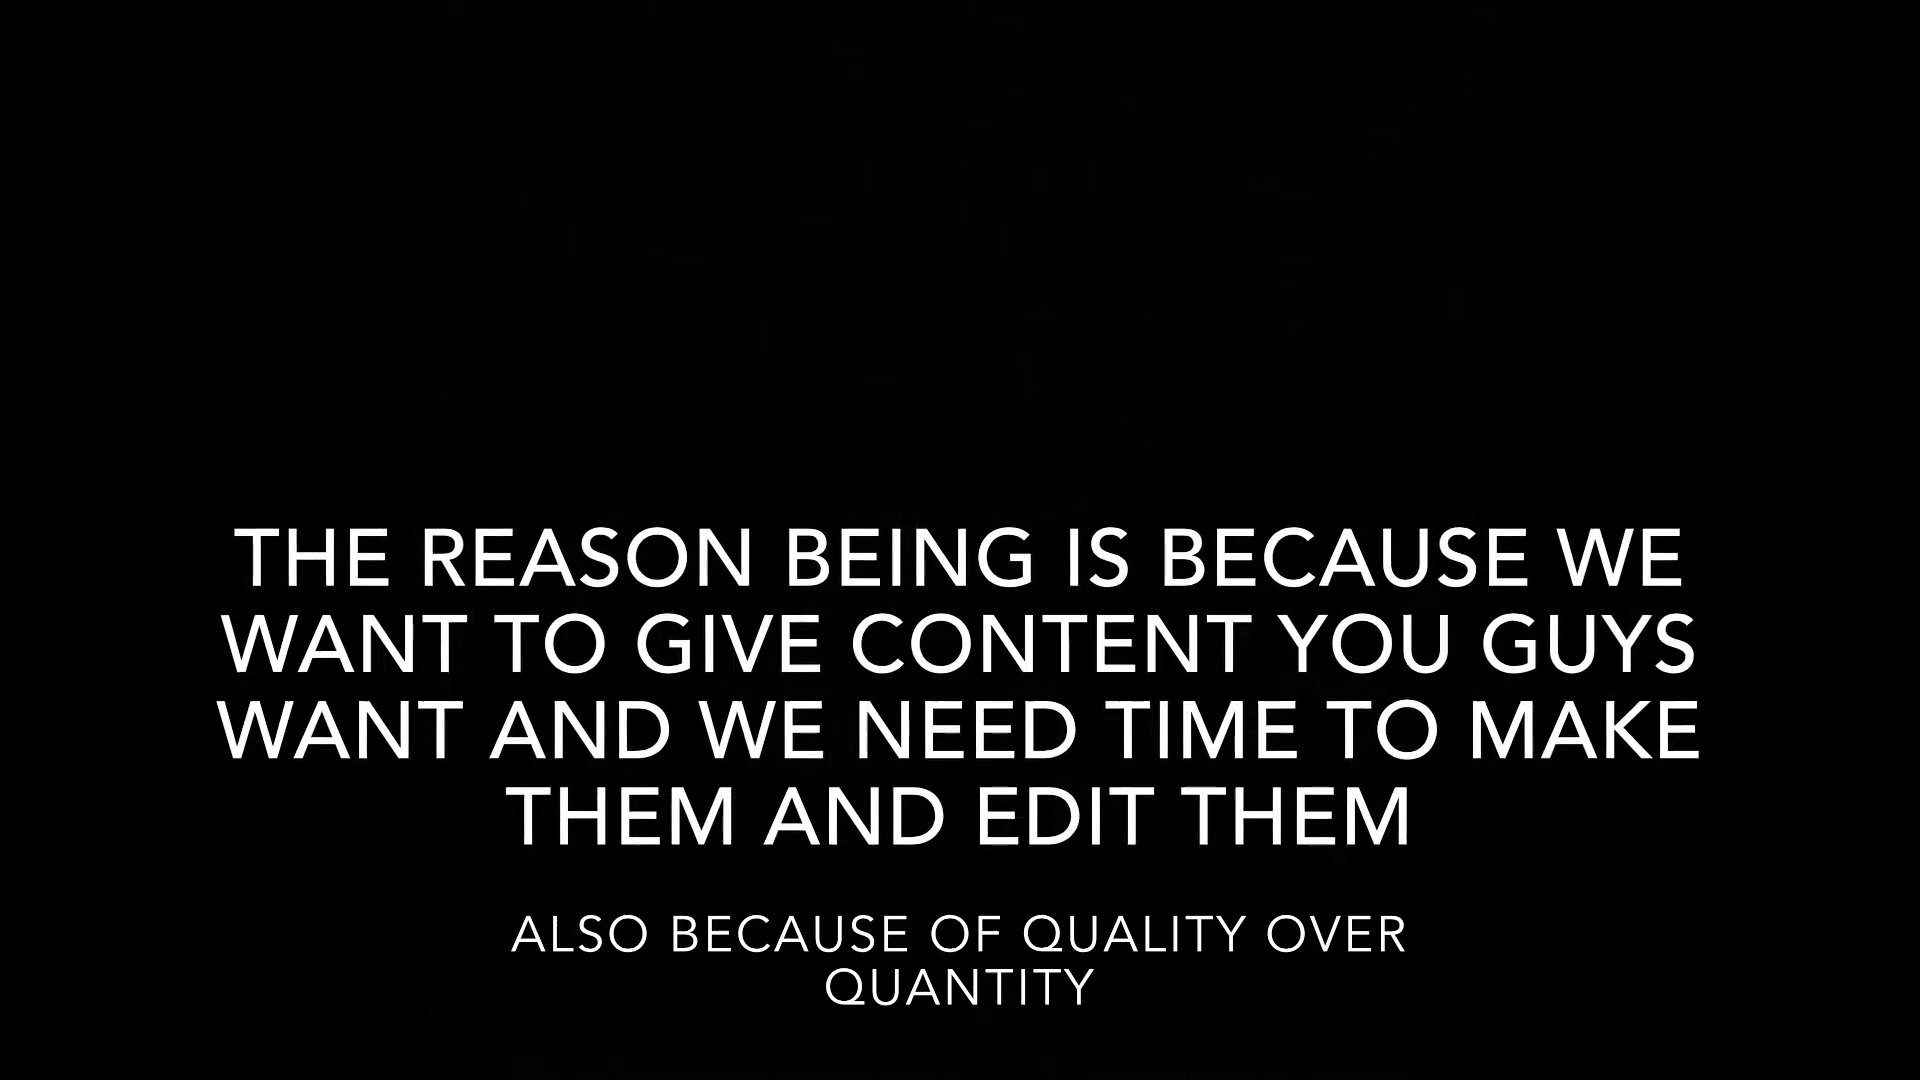 THE REASON BEING IS BECAUSE WE
WANT TO GIVE CONTENT YOU GUYS
WANT AND WE NEED TIME TO MAKE
THEM AND EDIT THEM
ALSO BECAUSE OF QUALITY OVER
QUANTITY